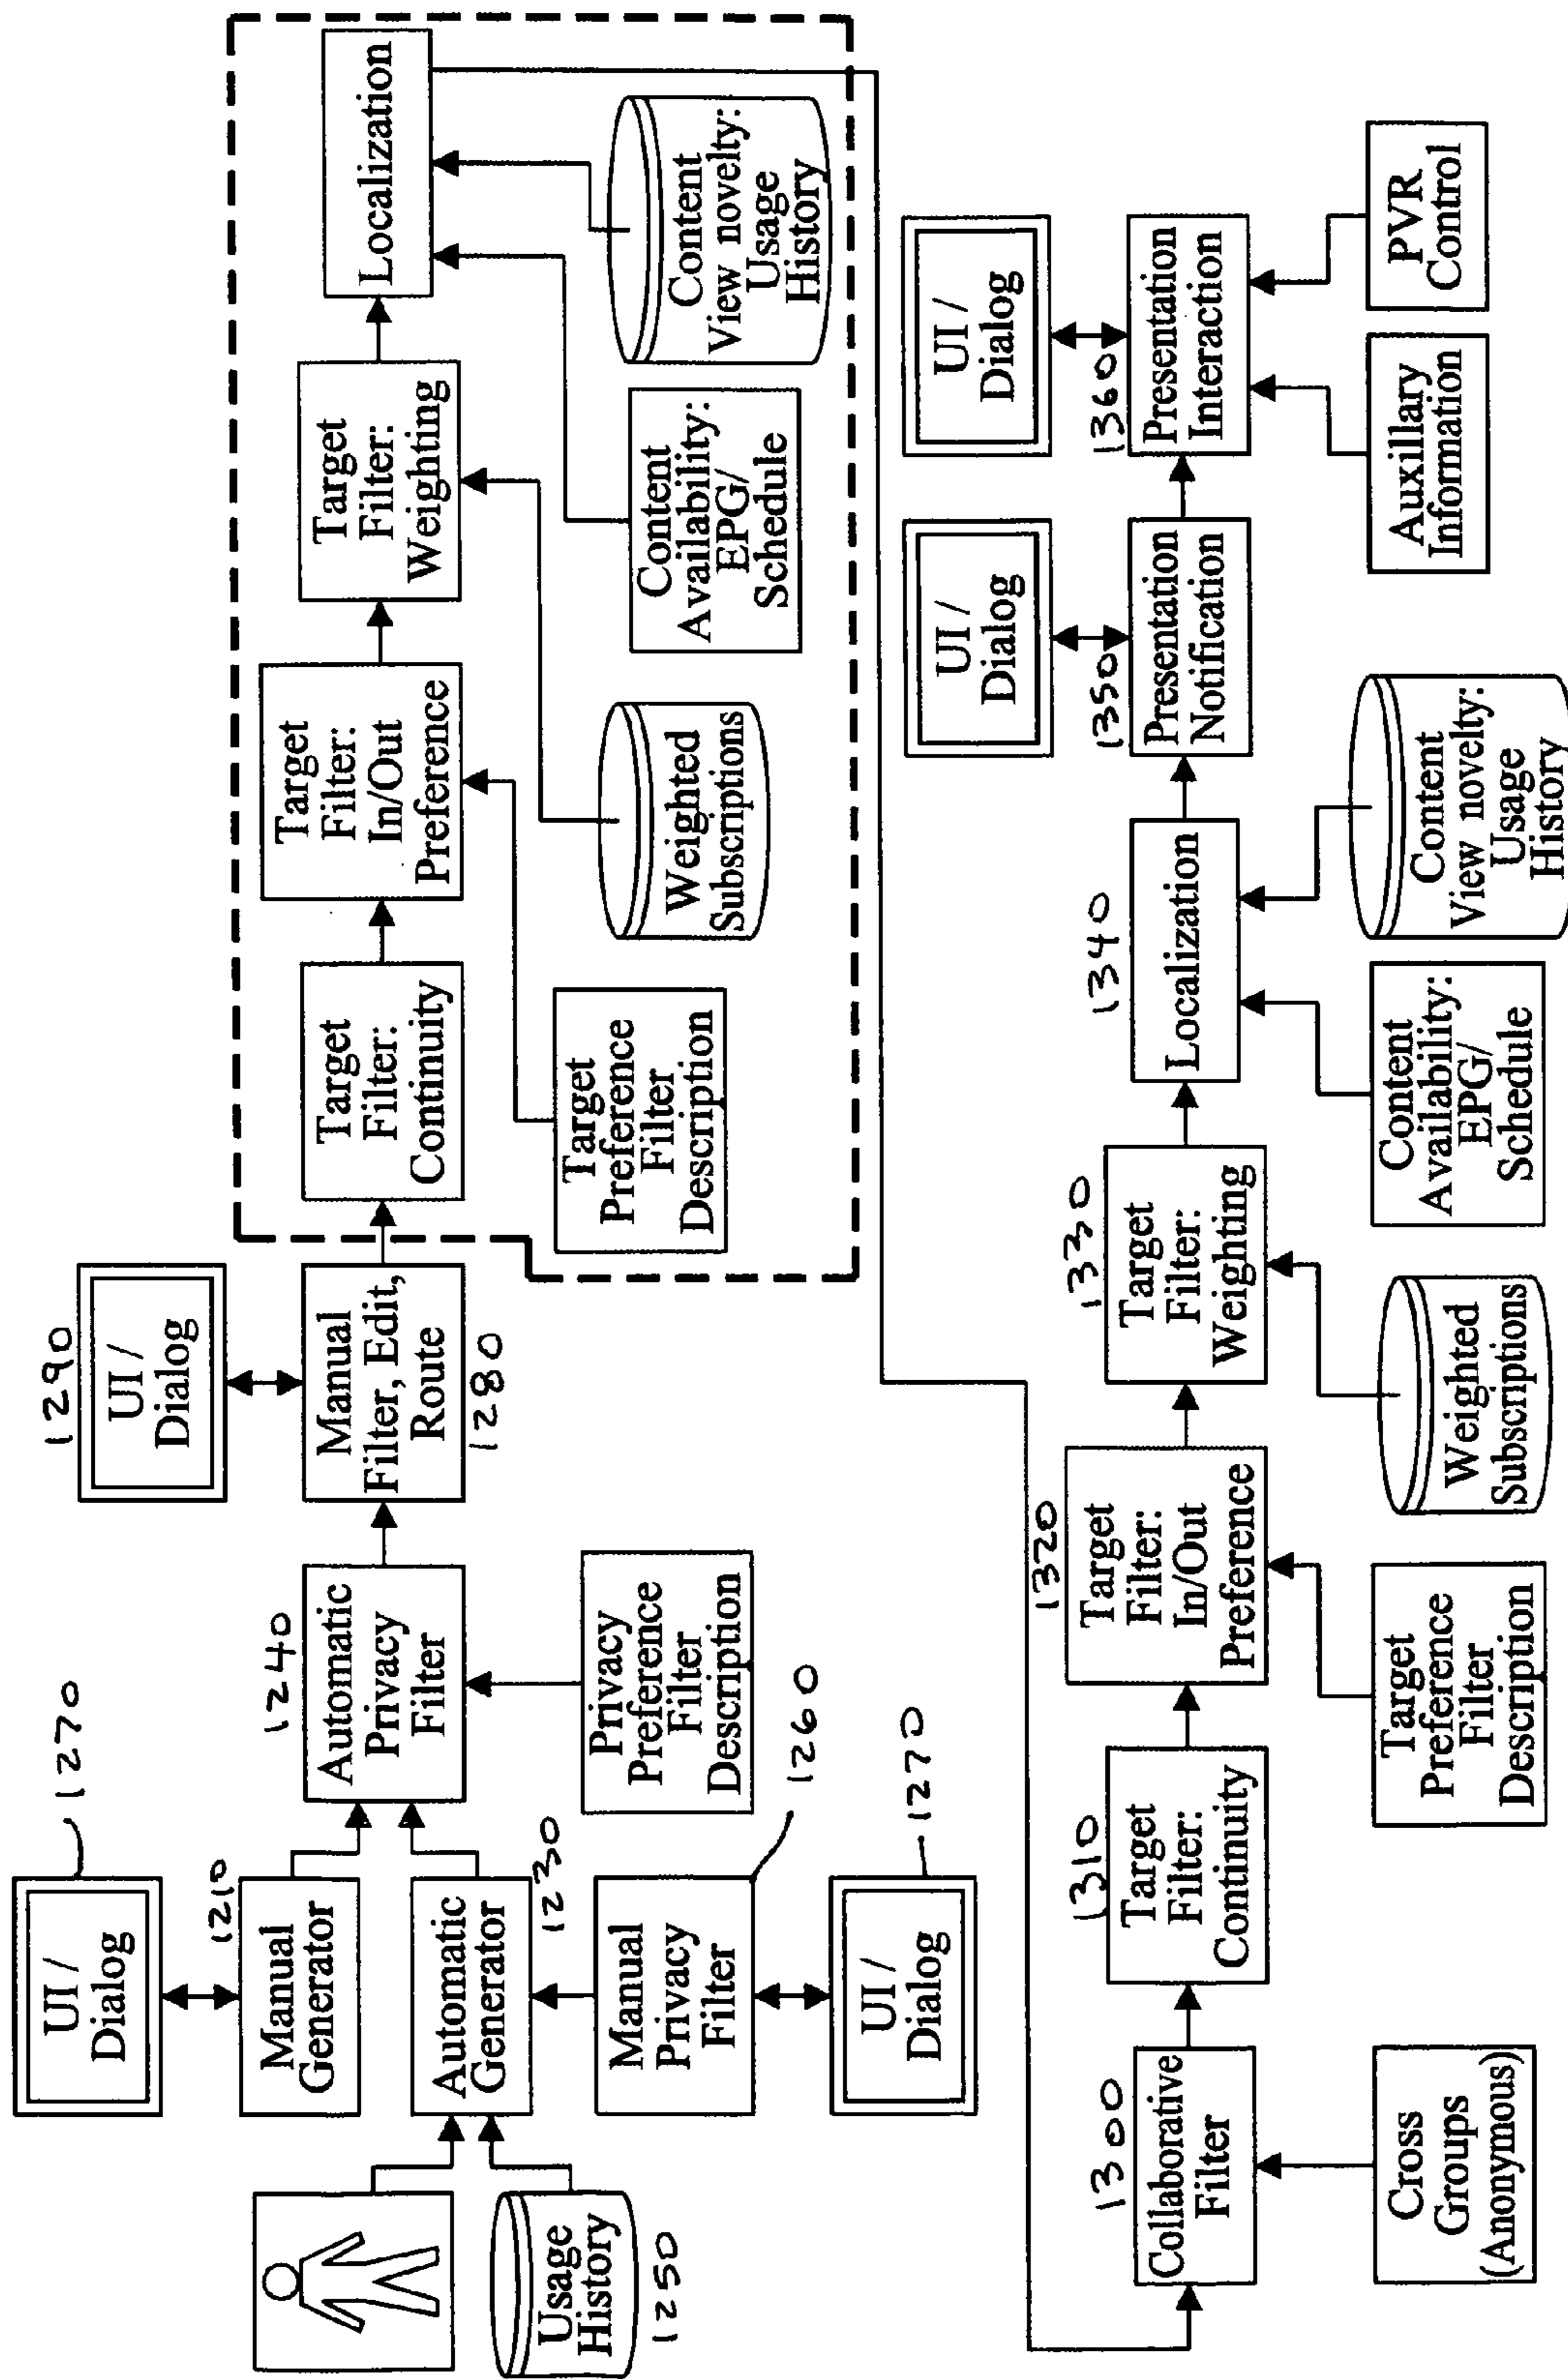 1270
UI /
Dialog
1210
Manual
Generator
Automatic
Generator
1230
Usage
History
1250
Manual
Privacy
Filter
1260
UI /
Dialog
1270
1240
Automatic
Privacy
Filter
Privacy
Preference
Filter
Description
1290
UI /
Dialog
Manual
Filter, Edit,
Route
1280
Target
Filter:
Continuity
Target
Preference
Filter
Description
Target
Filter:
In/Out
Preference
Weighted
Subscriptions
Target
Filter:
Weighting
Content
Availability:
EPG/
Schedule
Localization
Content
View novelty:
Usage
History
1300
Collaborative
Filter
Cross
Groups
(Anonymous)
1310
Target
Filter:
Continuity
1320
Target
Filter:
In/Out
Preference
Target
Preference
Filter
Description
1330
Target
Filter:
Weighting
Weighted
Subscriptions
1340
Localization
Content
Availability:
EPG/
Schedule
Content
View novelty:
Usage
History
UI /
Dialog
1350
Presentation
Notification
UI /
Dialog
1360
Presentation
Interaction
Auxillary
Information
PVR
Control